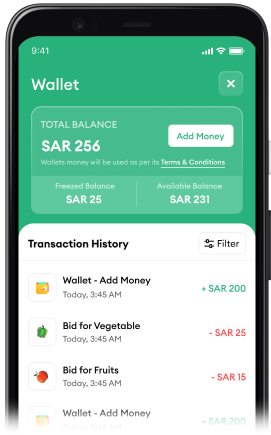 9:41
Wallet
TOTAL BALANCE
SAR 256
Add Money
Wallets money will be used as per its Terms & Conditions
Freezed Balance
SAR 25
Available Balance
SAR 231
Transaction History
Filter
Wallet - Add Money
Today, 3:45 AM
+ SAR 200
Bid for Vegetable
Today, 3:45 AM
- SAR 25
Bid for Fruits
Today, 3:45 AM
- SAR 15
Wallet - Add Money
Today, 3:45 AM
+ SAR 200